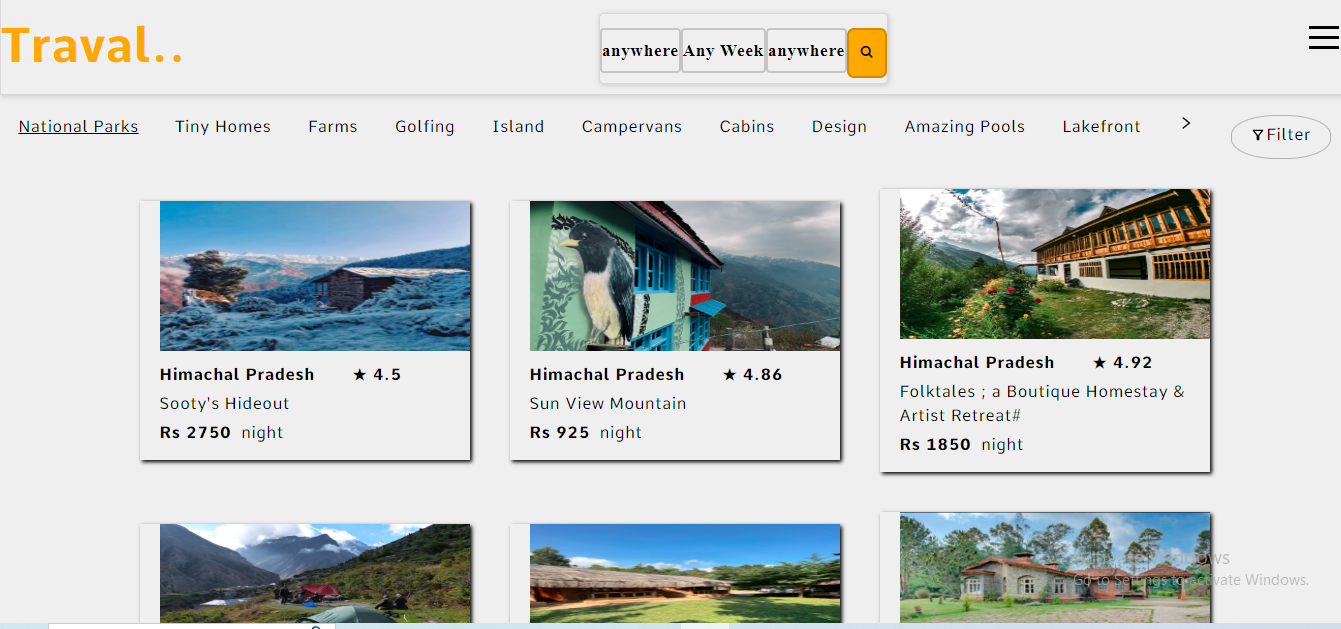 Traval..
anywhere Any Week anywhere
National Parks Tiny Homes Farms Golfing Island Campervans Cabins Design Amazing Pools Lakefront >
Filter
Himachal Pradesh ★ 4.5
Sooty's Hideout
Rs 2750 night
Himachal Pradesh ★ 4.86
Sun View Mountain
Rs 925 night
Himachal Pradesh ★ 4.92
Folktales ; a Boutique Homestay &
Artist Retreat#
Rs 1850 night
Activate Windows
Go to Settings to activate Windows.